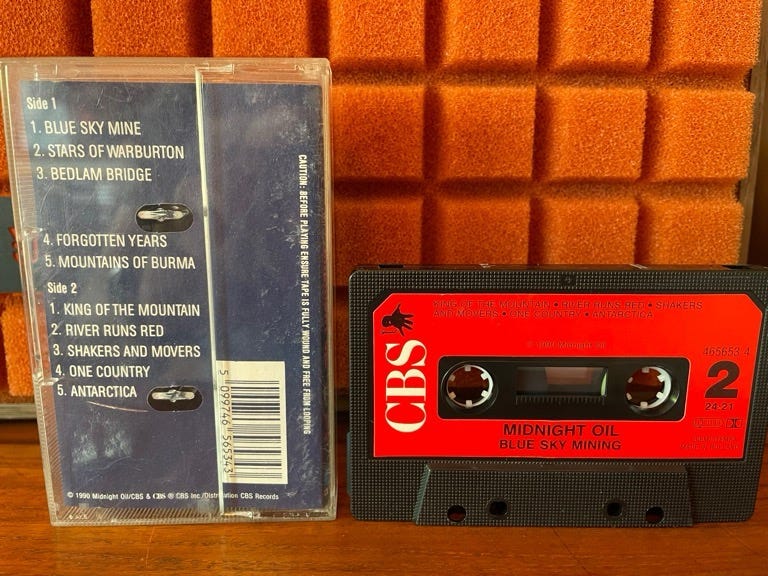 Side 1
1. BLUE SKY MINE
2. STARS OF WARBURTON
3. BEDLAM BRIDGE
4. FORGOTTEN YEARS
5. MOUNTAINS OF BURMA
Side 2
1. KING OF THE MOUNTAIN
2. RIVER RUNS RED
3. SHAKERS AND MOVERS
4. ONE COUNTRY
5. ANTARCTICA
CAUTION: BEFORE PLAYING ENSURE TAPE IS FULLY WOUND AND FREE FROM LOOPING
5 099746 565343
© 1990 Midnight Oil/CBS & CBS ® CBS Inc./Distribution CBS Records
KING OF THE MOUNTAIN • RIVER RUNS RED • SHAKERS
AND MOVERS • ONE COUNTRY • ANTARCTICA
© 1990 Midnight Oil
CBS
465653 4
2
24-21
MIDNIGHT OIL
BLUE SKY MINING